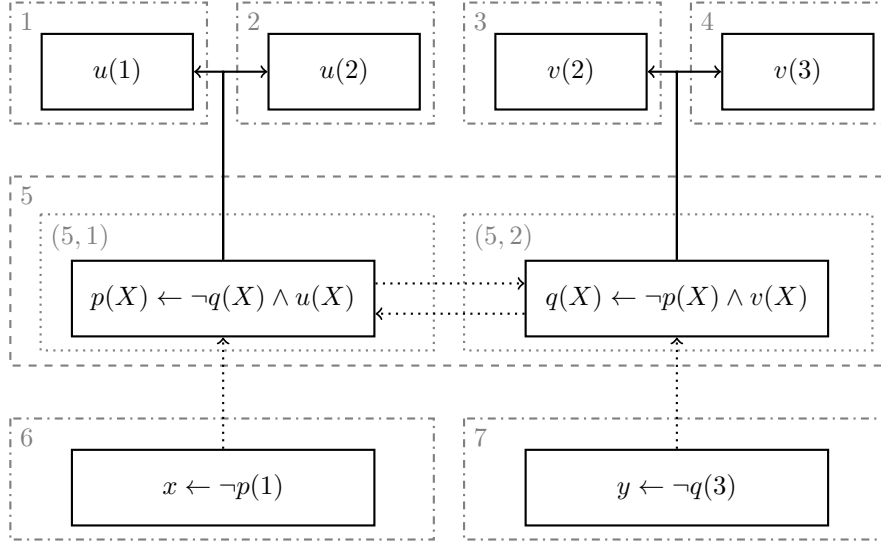 1 2 3 4
u(1) u(2) v(2) v(3)
5
(5, 1) (5, 2)
p(X) ← ¬q(X) ∧ u(X) q(X) ← ¬p(X) ∧ v(X)
6 7
x ← ¬p(1) y ← ¬q(3)